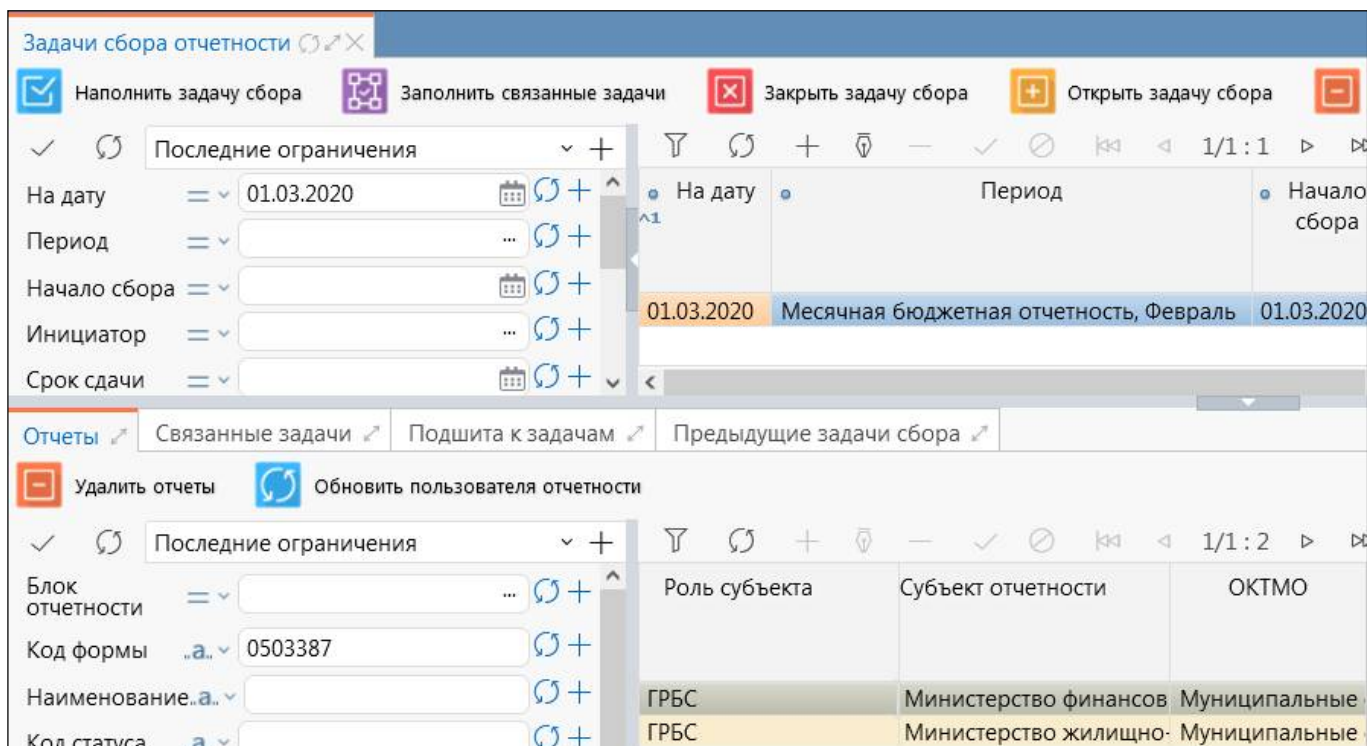 Задачи сбора отчетности
Наполнить задачу сбора Заполнить связанные задачи Закрыть задачу сбора Открыть задачу сбора
Последние ограничения 1/1 : 1
На дату 01.03.2020
Период
Начало сбора
Инициатор
Срок сдачи
На дату Период Начало
^1 сбора
01.03.2020 Месячная бюджетная отчетность, Февраль 01.03.2020
Отчеты Связанные задачи Подшита к задачам Предыдущие задачи сбора
Удалить отчеты Обновить пользователя отчетности
Последние ограничения 1/1 : 2
Блок
отчетности
Код формы „a.. 0503387
Наименование „a..
Код статуса a
Роль субъекта Субъект отчетности ОКТМО
ГРБС Министерство финансов Муниципальные
ГРБС Министерство жилищно- Муниципальные